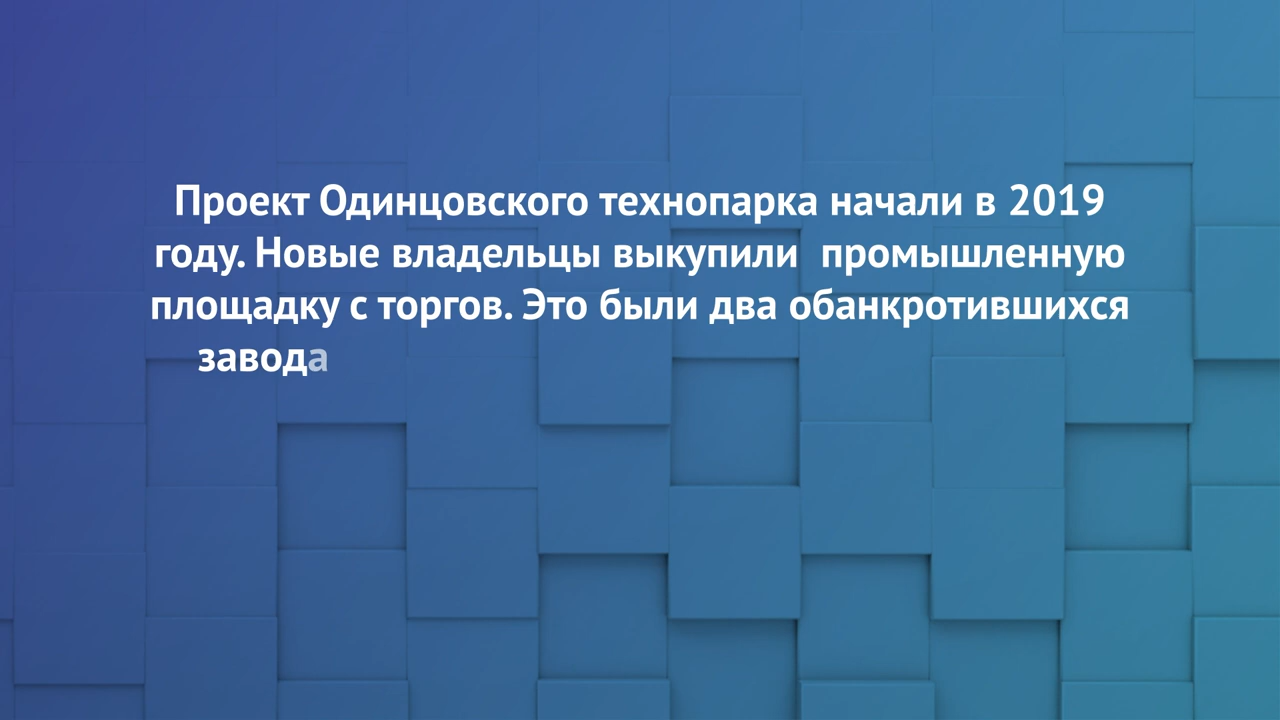 Проект Одинцовского технопарка начали в 2019
году. Новые владельцы выкупили  промышленную
площадку с торгов. Это были два обанкротившихся
завода